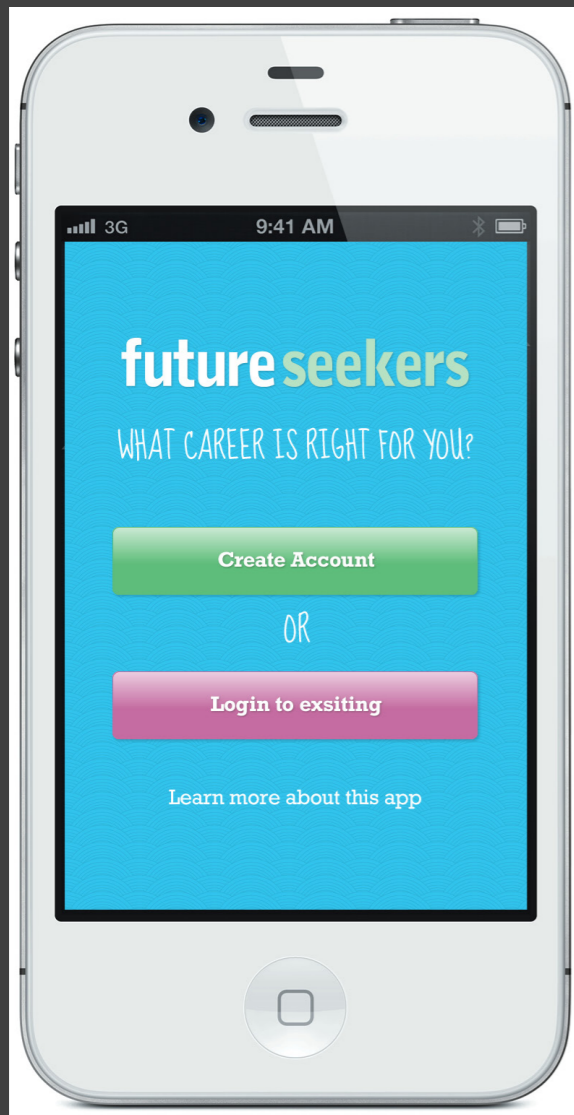 3G 9:41 AM
futureseekers
WHAT CAREER IS RIGHT FOR YOU?
Create Account
OR
Login to exsiting
Learn more about this app